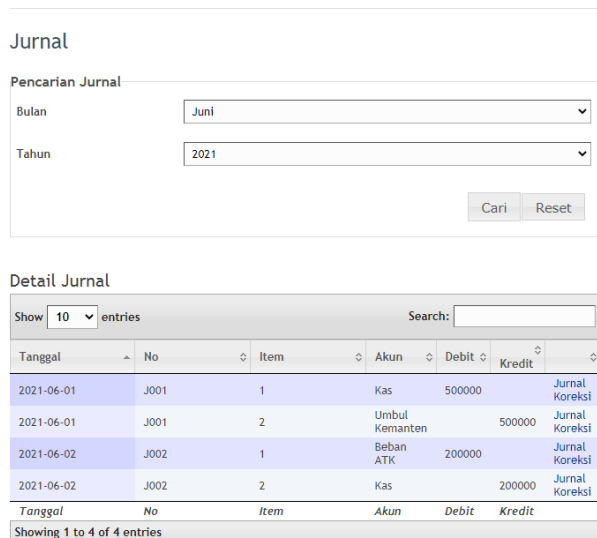 Jurnal
Pencarian Jurnal
Bulan Juni
Tahun 2021
Cari Reset
Detail Jurnal
Show 10 entries Search:
Tanggal No Item Akun Debit Kredit
2021-06-01 J001 1 Kas 500000 Jurnal Koreksi
2021-06-01 J001 2 Umbul Kemanten 500000 Jurnal Koreksi
2021-06-02 J002 1 Beban ATK 200000 Jurnal Koreksi
2021-06-02 J002 2 Kas 200000 Jurnal Koreksi
Tanggal No Item Akun Debit Kredit
Showing 1 to 4 of 4 entries